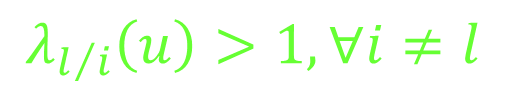 λ_{l/i}(u) > 1, ∀i ≠ l